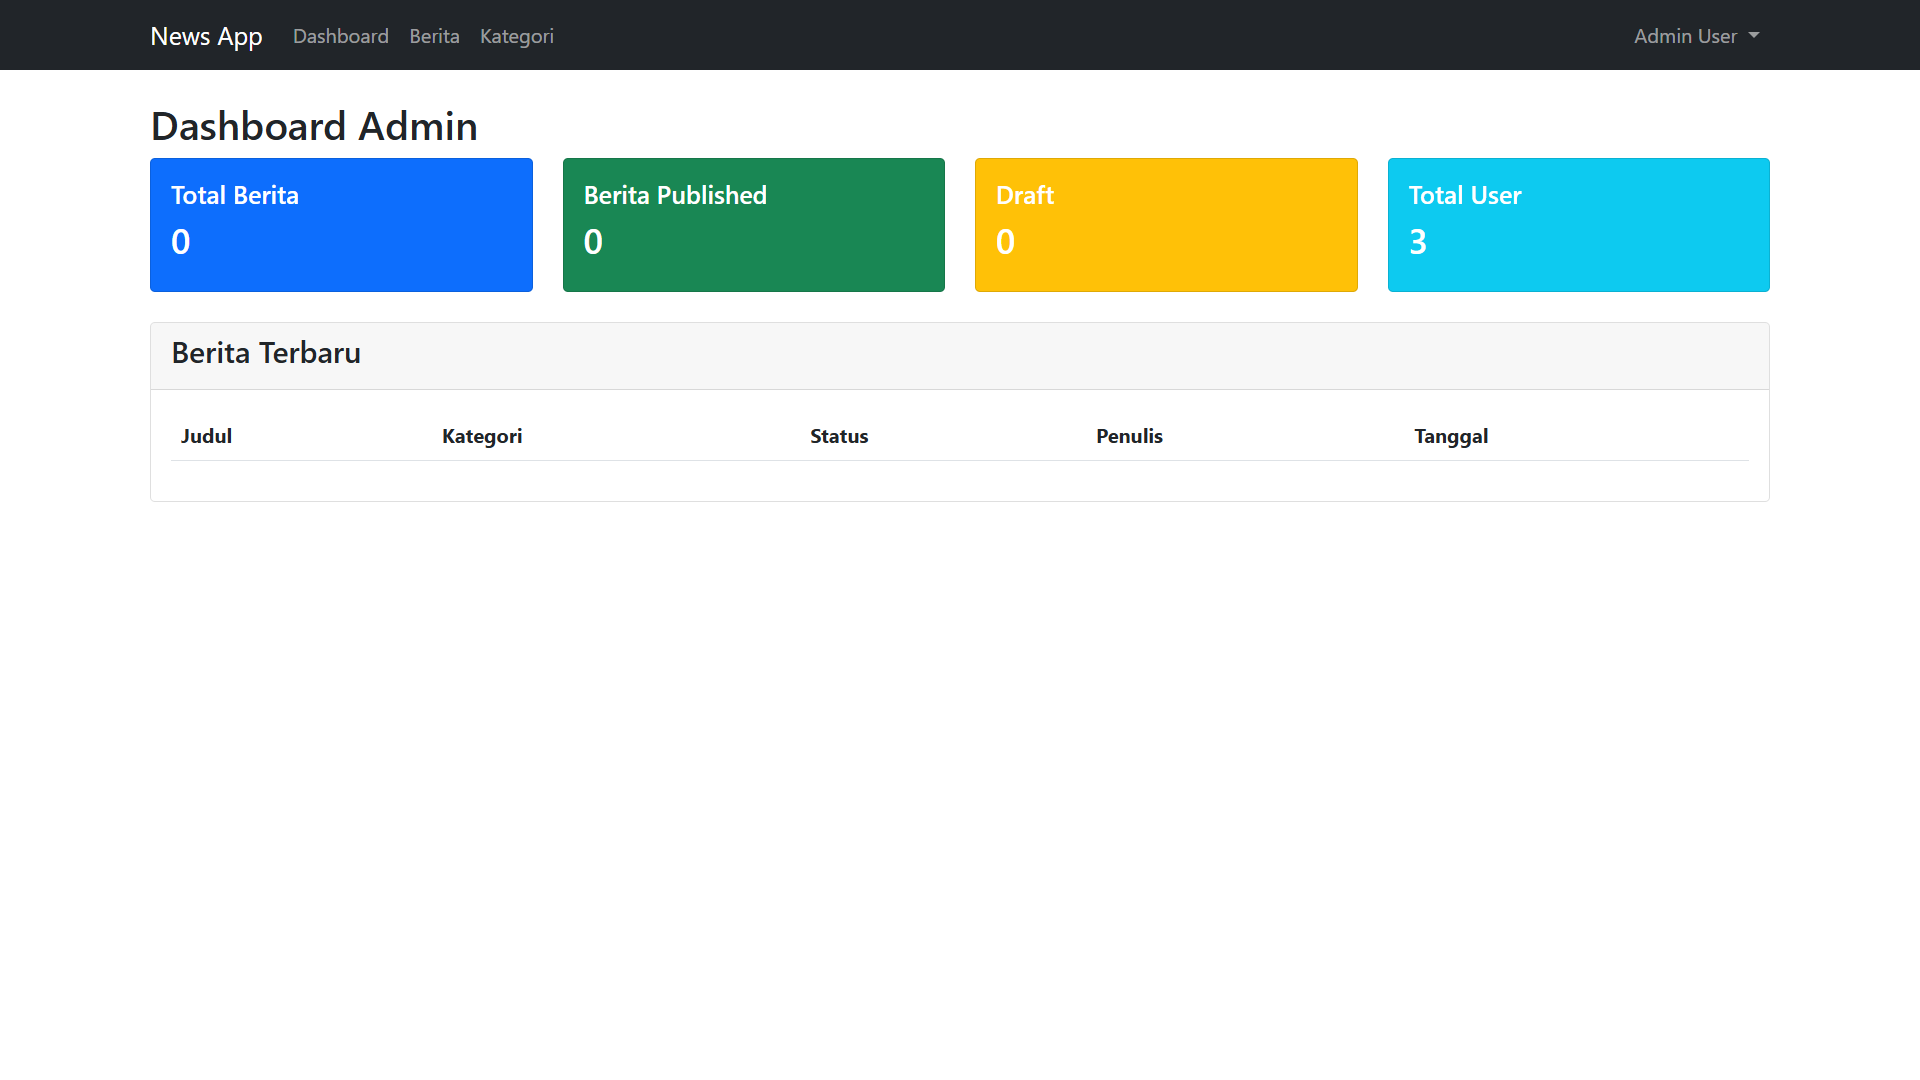 News App Dashboard Berita Kategori Admin User
Dashboard Admin
Total Berita
0
Berita Published
0
Draft
0
Total User
3
Berita Terbaru
Judul Kategori Status Penulis Tanggal